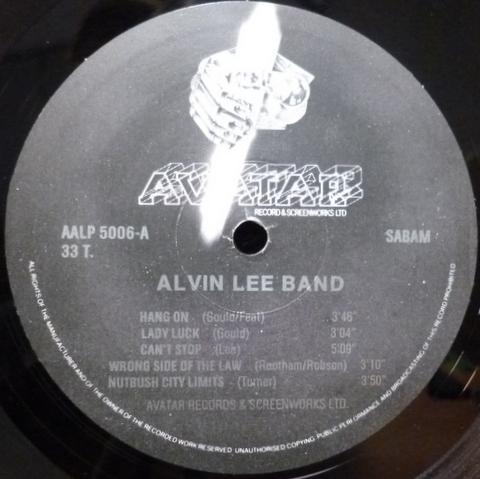 AVATAR
RECORD & SCREENWORKS LTD
AALP 5006-A
33 T.
SABAM
ALVIN LEE BAND
HANG ON (Gould/Feat) 3'46"
LADY LUCK (Gould) 3'04"
CAN'T STOP (Lee) 5'09"
WRONG SIDE OF THE LAW (Rootham/Robson) 3'10"
NUTBUSH CITY LIMITS (Turner) 3'50"
AVATAR RECORDS & SCREENWORKS LTD.
ALL RIGHTS OF THE MANUFACTURER AND OF THE OWNER OF THE RECORDED WORK RESERVED UNAUTHORISED COPYING PUBLIC PERFORMANCE AND BROADCASTING OF THIS RECORD PROHIBITED